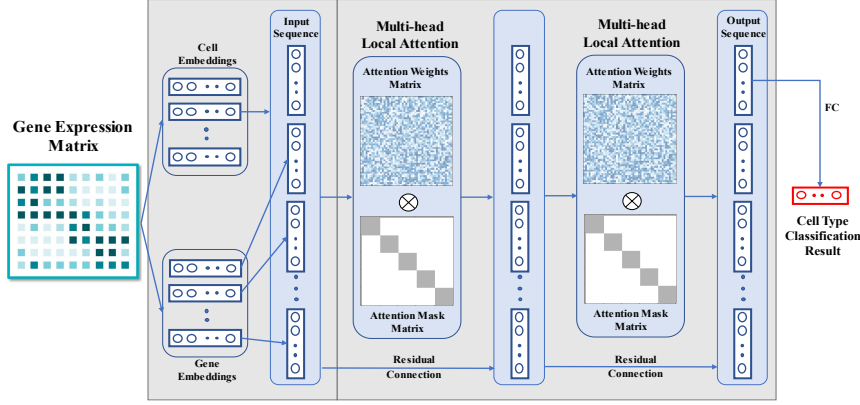 Gene Expression
Matrix
Cell
Embeddings
Gene
Embeddings
Input
Sequence
Multi-head
Local Attention
Attention Weights
Matrix
Attention Mask
Matrix
Residual
Connection
Multi-head
Local Attention
Attention Weights
Matrix
Attention Mask
Matrix
Residual
Connection
Output
Sequence
FC
Cell Type
Classification
Result